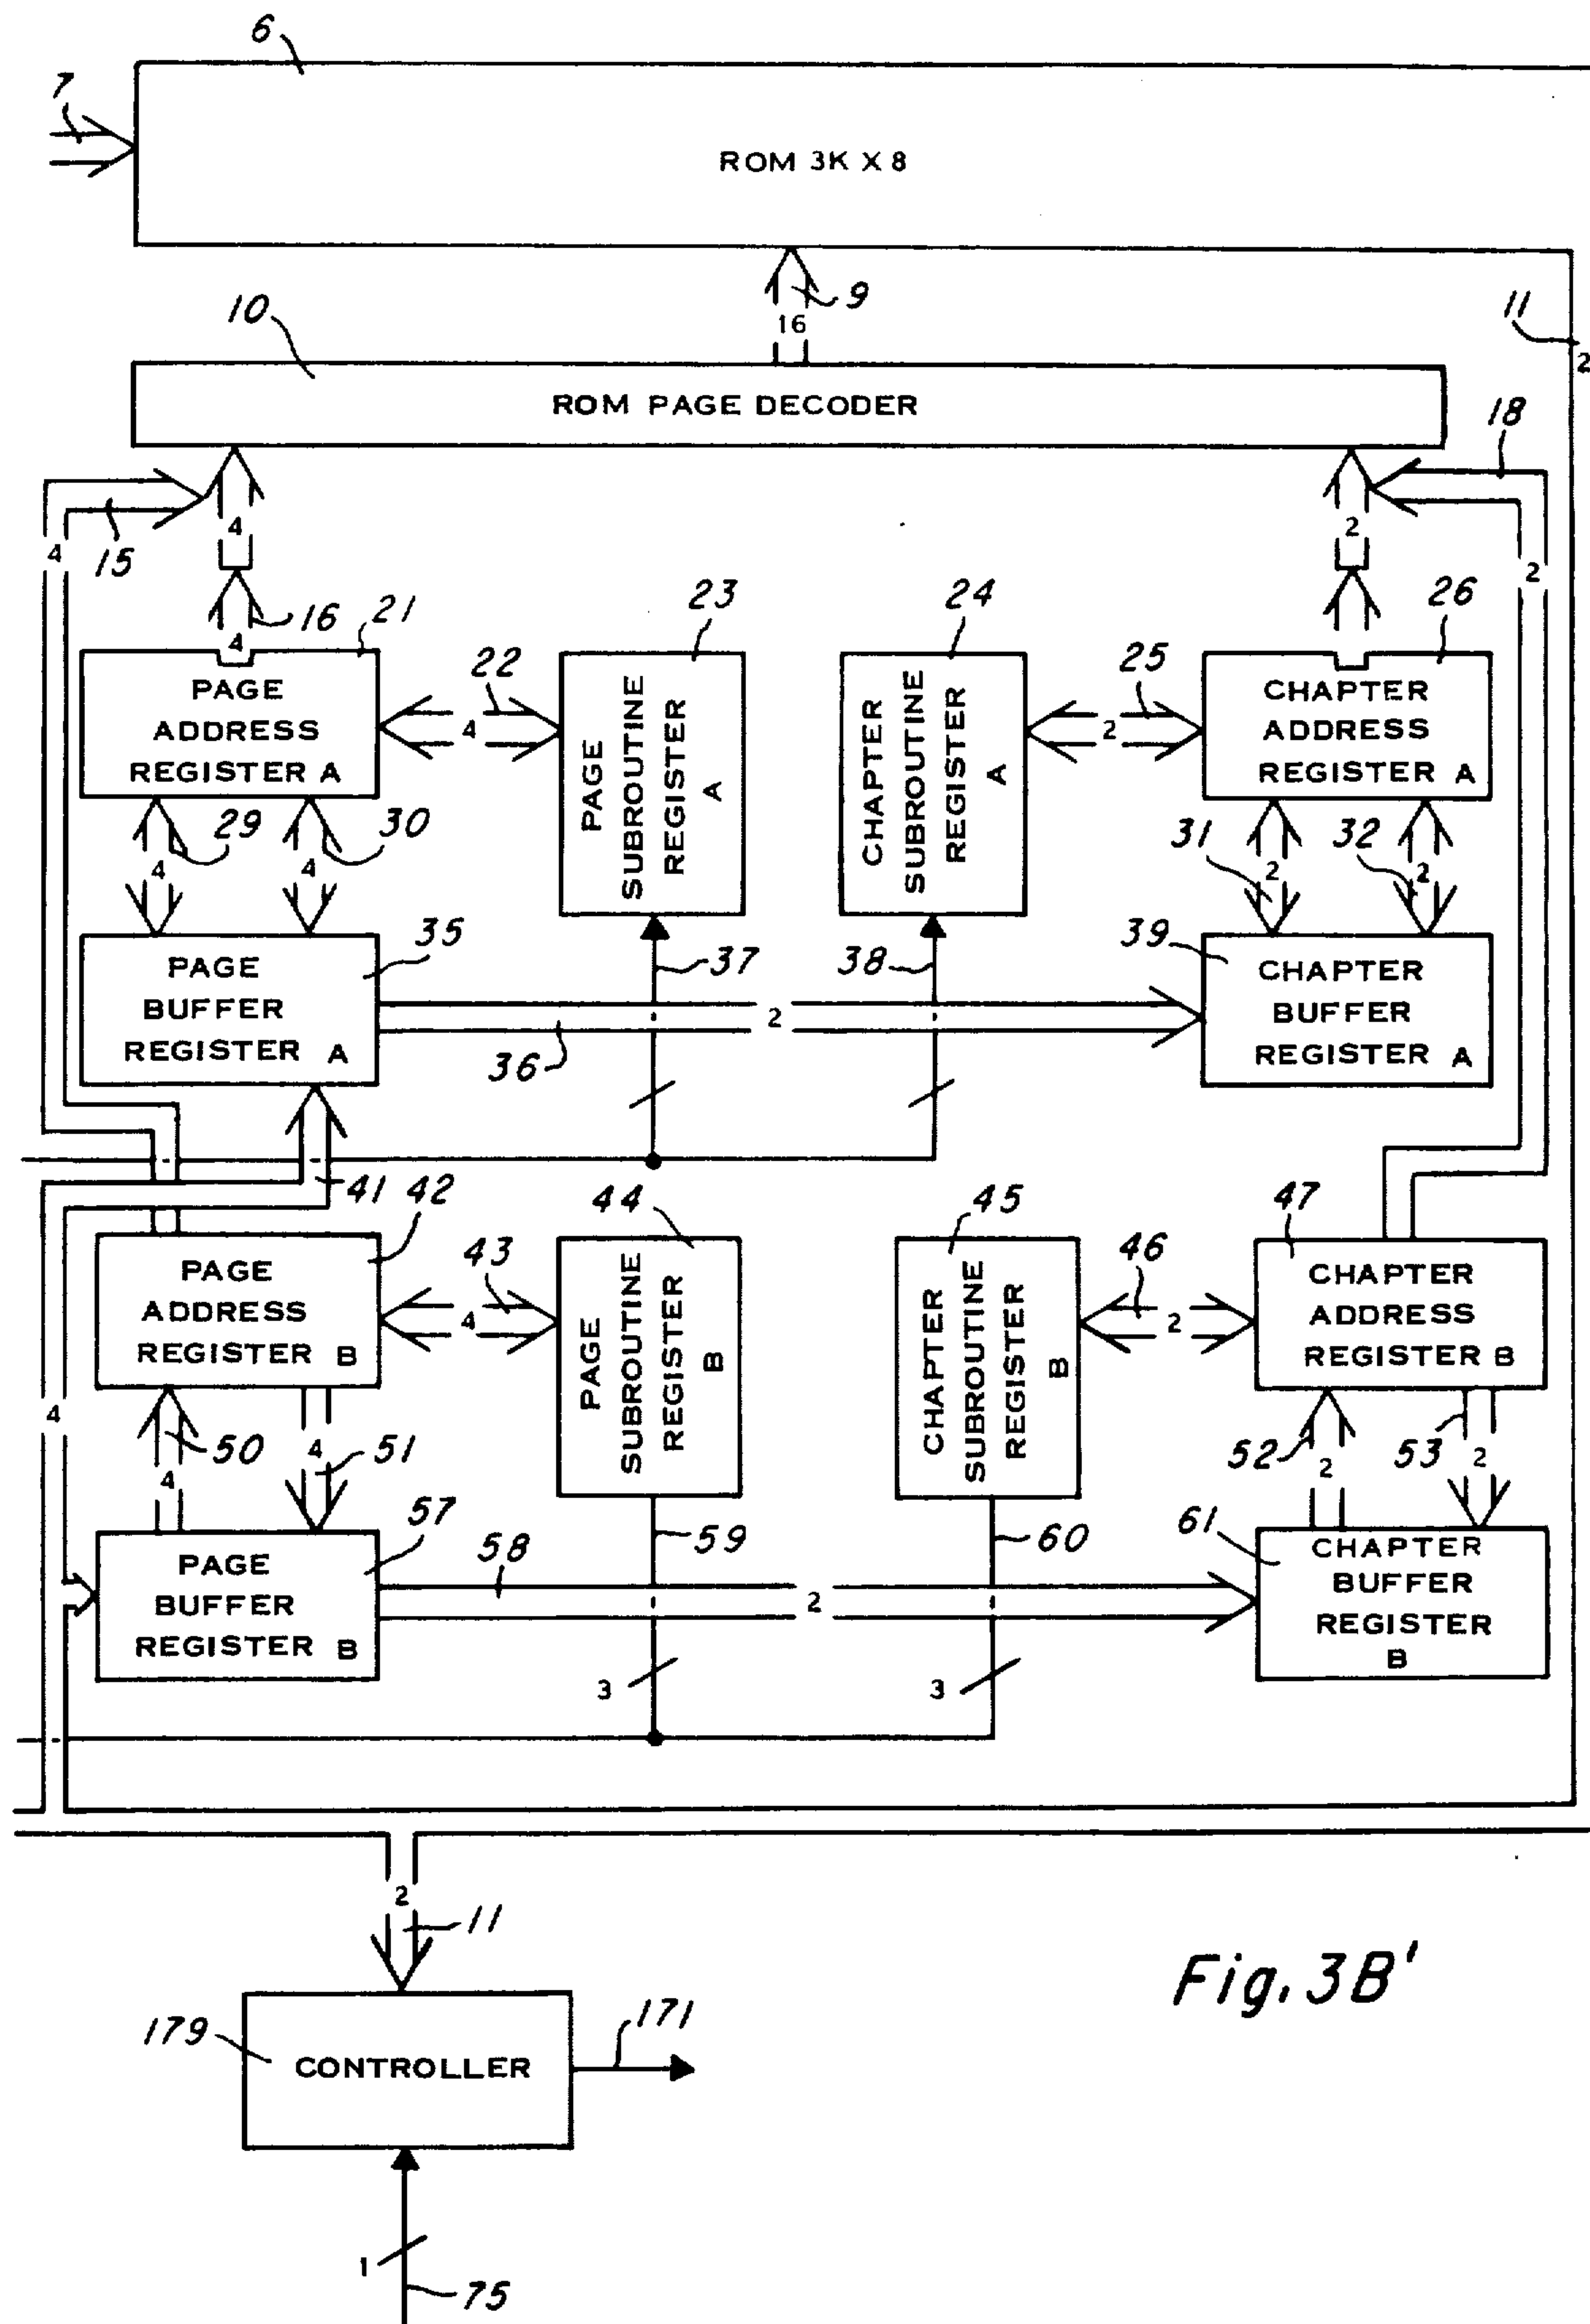 6
7
ROM 3K X 8
9
16
11
2
10
ROM PAGE DECODER
18
15
4
4
2
2
16
4
21
23
24
26
22
4
25
2
PAGE
ADDRESS
REGISTER A
PAGE
SUBROUTINE
REGISTER
A
CHAPTER
SUBROUTINE
REGISTER
A
CHAPTER
ADDRESS
REGISTER A
29
30
4
4
31
32
2
2
35
PAGE
BUFFER
REGISTER A
37
38
39
CHAPTER
BUFFER
REGISTER A
36
2
41
42
44
45
47
43
4
46
2
PAGE
ADDRESS
REGISTER B
PAGE
SUBROUTINE
REGISTER
B
CHAPTER
SUBROUTINE
REGISTER
B
CHAPTER
ADDRESS
REGISTER B
4
50
4
51
4
52
2
53
2
57
PAGE
BUFFER
REGISTER B
58
59
2
60
61
CHAPTER
BUFFER
REGISTER
B
3
3
2
11
179
CONTROLLER
171
Fig. 3B'
1
75